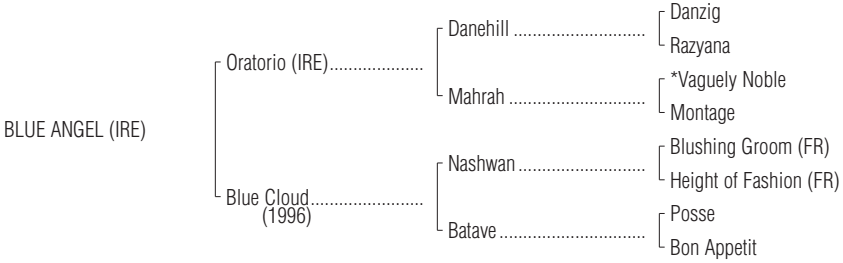 Danzig
Danehill ..............................
Razyana
Oratorio (IRE).....................
*Vaguely Noble
Mahrah ...............................
Montage
BLUE ANGEL (IRE)
Blushing Groom (FR)
Nashwan .............................
Height of Fashion (FR)
Blue Cloud.........................
(1996)
Posse
Batave .................................
Bon Appetit